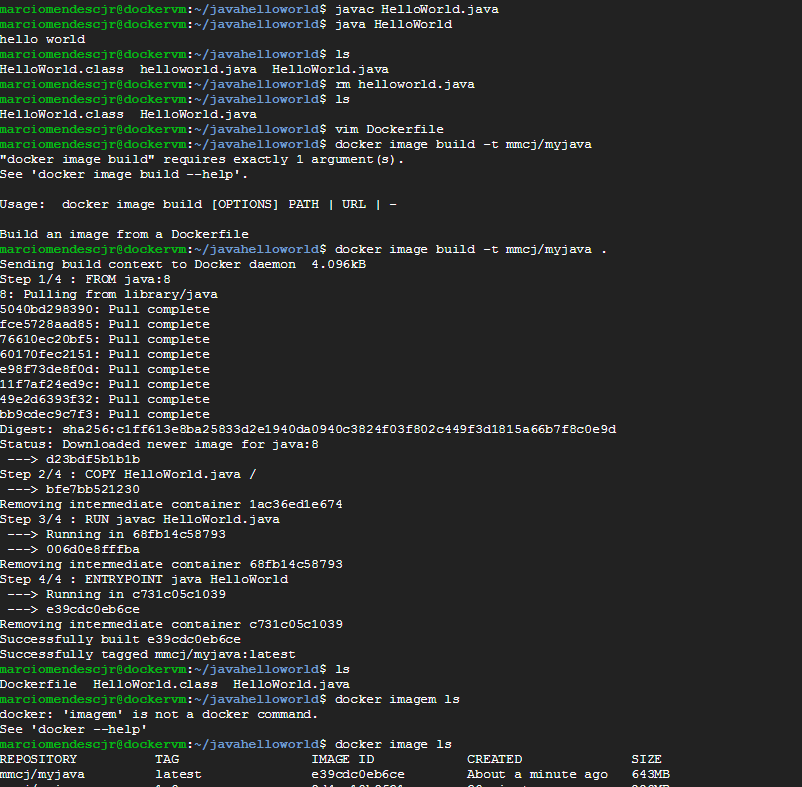 marciomendescjr@dockervm:~/javahelloworld$ javac HelloWorld.java
marciomendescjr@dockervm:~/javahelloworld$ java HelloWorld
hello world
marciomendescjr@dockervm:~/javahelloworld$ ls
HelloWorld.class  helloworld.java  HelloWorld.java
marciomendescjr@dockervm:~/javahelloworld$ rm helloworld.java
marciomendescjr@dockervm:~/javahelloworld$ ls
HelloWorld.class  HelloWorld.java
marciomendescjr@dockervm:~/javahelloworld$ vim Dockerfile
marciomendescjr@dockervm:~/javahelloworld$ docker image build -t mmcj/myjava
"docker image build" requires exactly 1 argument(s).
See 'docker image build --help'.
Usage:  docker image build [OPTIONS] PATH | URL | -
Build an image from a Dockerfile
marciomendescjr@dockervm:~/javahelloworld$ docker image build -t mmcj/myjava .
Sending build context to Docker daemon  4.096kB
Step 1/4 : FROM java:8
8: Pulling from library/java
5040bd298390: Pull complete
fce5728aad85: Pull complete
76610ec20bf5: Pull complete
60170fec2151: Pull complete
e98f73de8f0d: Pull complete
11f7af24ed9c: Pull complete
49e2d6393f32: Pull complete
bb9cdec9c7f3: Pull complete
Digest: sha256:c1ff613e8ba25833d2e1940da0940c3824f03f802c449f3d1815a66b7f8c0e9d
Status: Downloaded newer image for java:8
 ---> d23bdf5b1b1b
Step 2/4 : COPY HelloWorld.java /
 ---> bfe7bb521230
Removing intermediate container 1ac36ed1e674
Step 3/4 : RUN javac HelloWorld.java
 ---> Running in 68fb14c58793
 ---> 006d0e8fffba
Removing intermediate container 68fb14c58793
Step 4/4 : ENTRYPOINT java HelloWorld
 ---> Running in c731c05c1039
 ---> e39cdc0eb6ce
Removing intermediate container c731c05c1039
Successfully built e39cdc0eb6ce
Successfully tagged mmcj/myjava:latest
marciomendescjr@dockervm:~/javahelloworld$ ls
Dockerfile  HelloWorld.class  HelloWorld.java
marciomendescjr@dockervm:~/javahelloworld$ docker imagem ls
docker: 'imagem' is not a docker command.
See 'docker --help'
marciomendescjr@dockervm:~/javahelloworld$ docker image ls
REPOSITORY          TAG                 IMAGE ID            CREATED              SIZE
mmcj/myjava         latest              e39cdc0eb6ce        About a minute ago   643MB